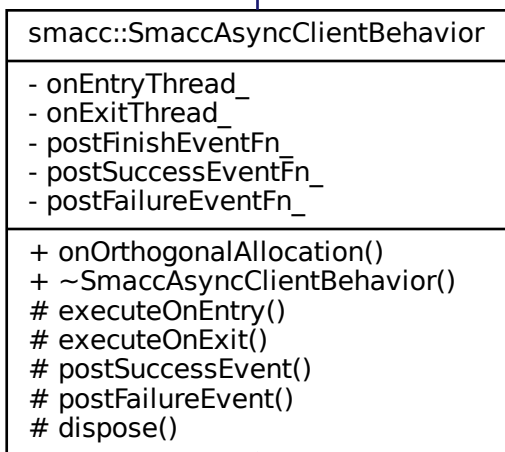 smacc::SmaccAsyncClientBehavior
- onEntryThread_
- onExitThread_
- postFinishEventFn_
- postSuccessEventFn_
- postFailureEventFn_
+ onOrthogonalAllocation()
+ ~SmaccAsyncClientBehavior()
# executeOnEntry()
# executeOnExit()
# postSuccessEvent()
# postFailureEvent()
# dispose()